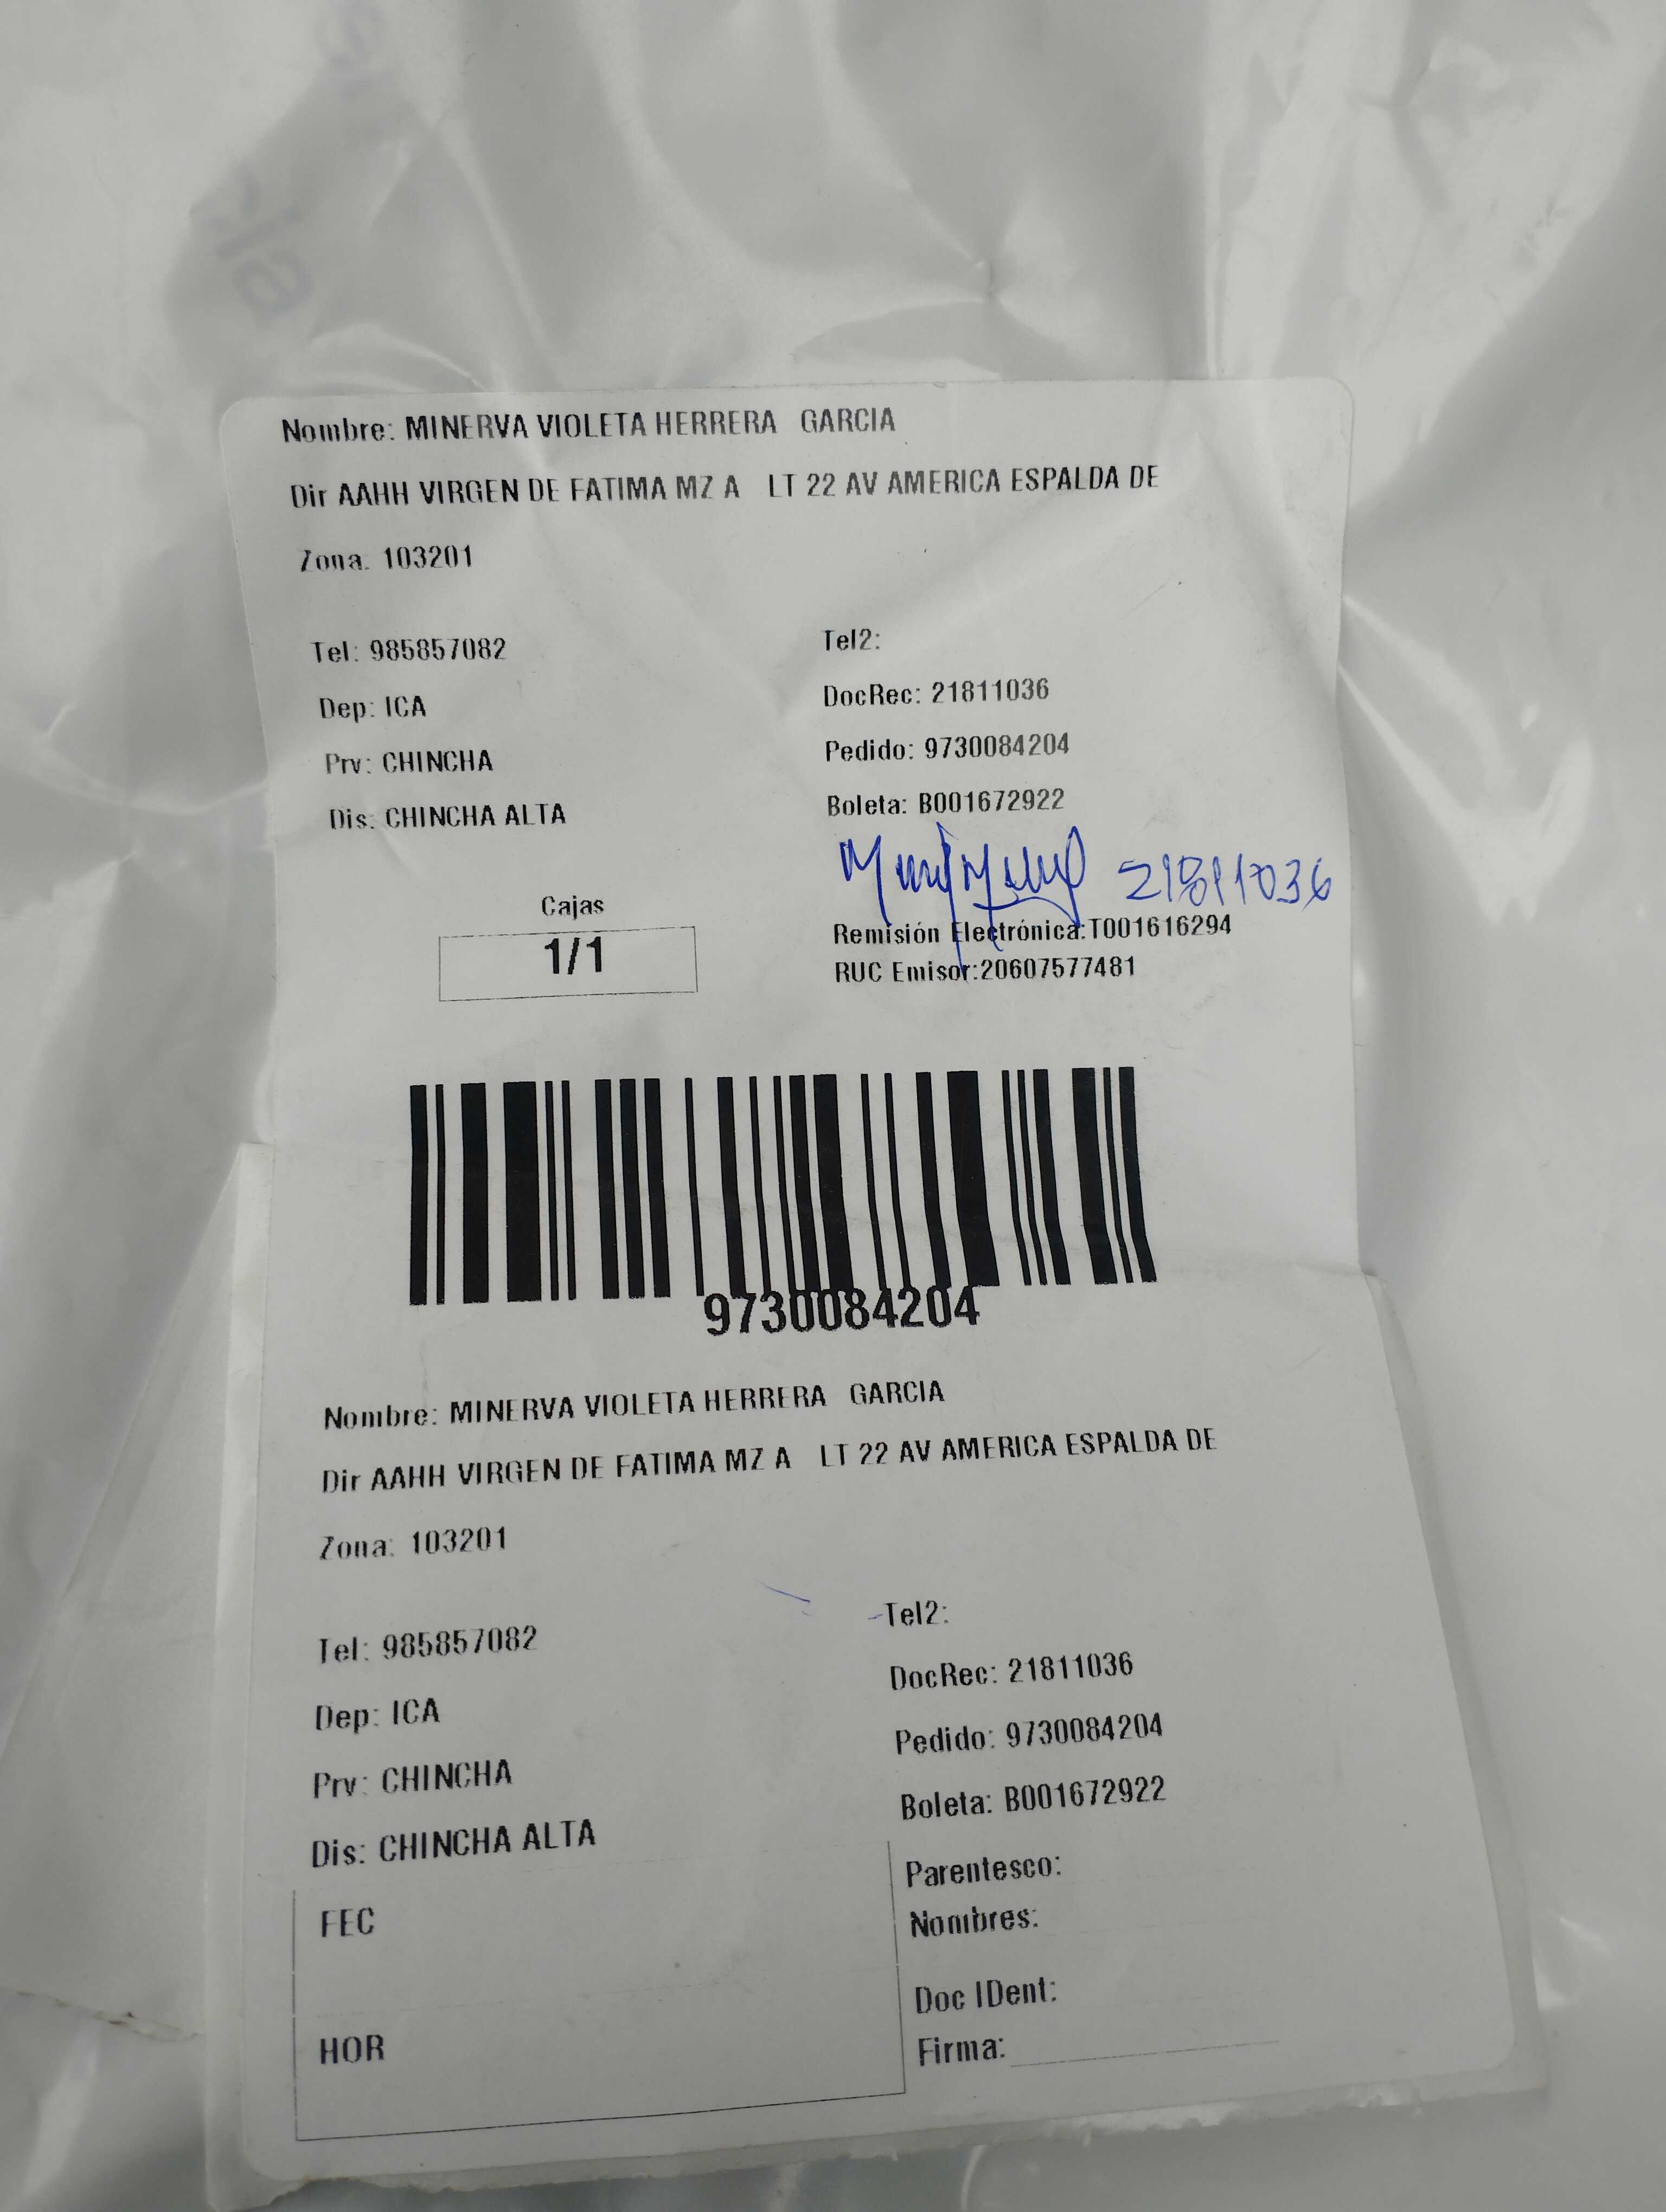 Nombre: MINERVA VIOLETA HERRERA GARCIA
Dir AAHH VIRGEN DE FATIMA MZ A LT 22 AV AMERICA ESPALDA DE
Zona: 103201
Tel: 985857082
Tel2:
Dep: ICA
DocRec: 21811036
Prv: CHINCHA
Pedido: 9730084204
Dis: CHINCHA ALTA
Boleta: B001672922
21811036
Cajas
1/1
Remisión Electrónica:T001616294
RUC Emisor:20607577481
9730084204
Nombre: MINERVA VIOLETA HERRERA GARCIA
Dir AAHH VIRGEN DE FATIMA MZ A LT 22 AV AMERICA ESPALDA DE
Zona: 103201
Tel: 985857082
Tel2:
Dep: ICA
DocRec: 21811036
Prv: CHINCHA
Pedido: 9730084204
Dis: CHINCHA ALTA
Boleta: B001672922
FEC
Parentesco:
Nombres:
HOR
Doc IDent:
Firma: